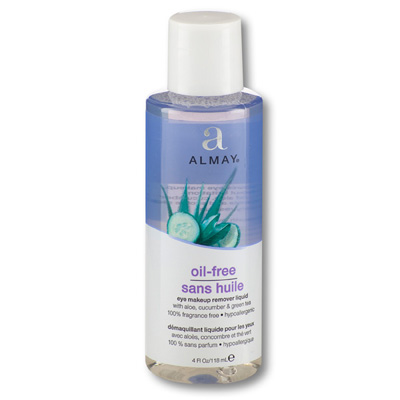 a
ALMAY®
oil-free
sans huile
eye makeup remover liquid
with aloe, cucumber & green tea
100% fragrance free • hypoallergenic
démaquillant liquide pour les yeux
avec aloès, concombre et thé vert
100 % sans parfum • hypoallergique
4 Fl Oz/118 mL e